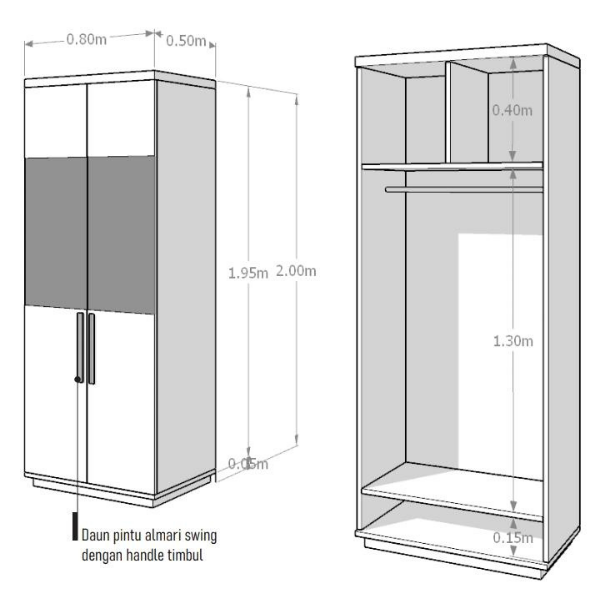 0.80m
0.50m
1.95m
2.00m
0.05m
Daun pintu almari swing
dengan handle timbul
0.40m
1.30m
0.15m